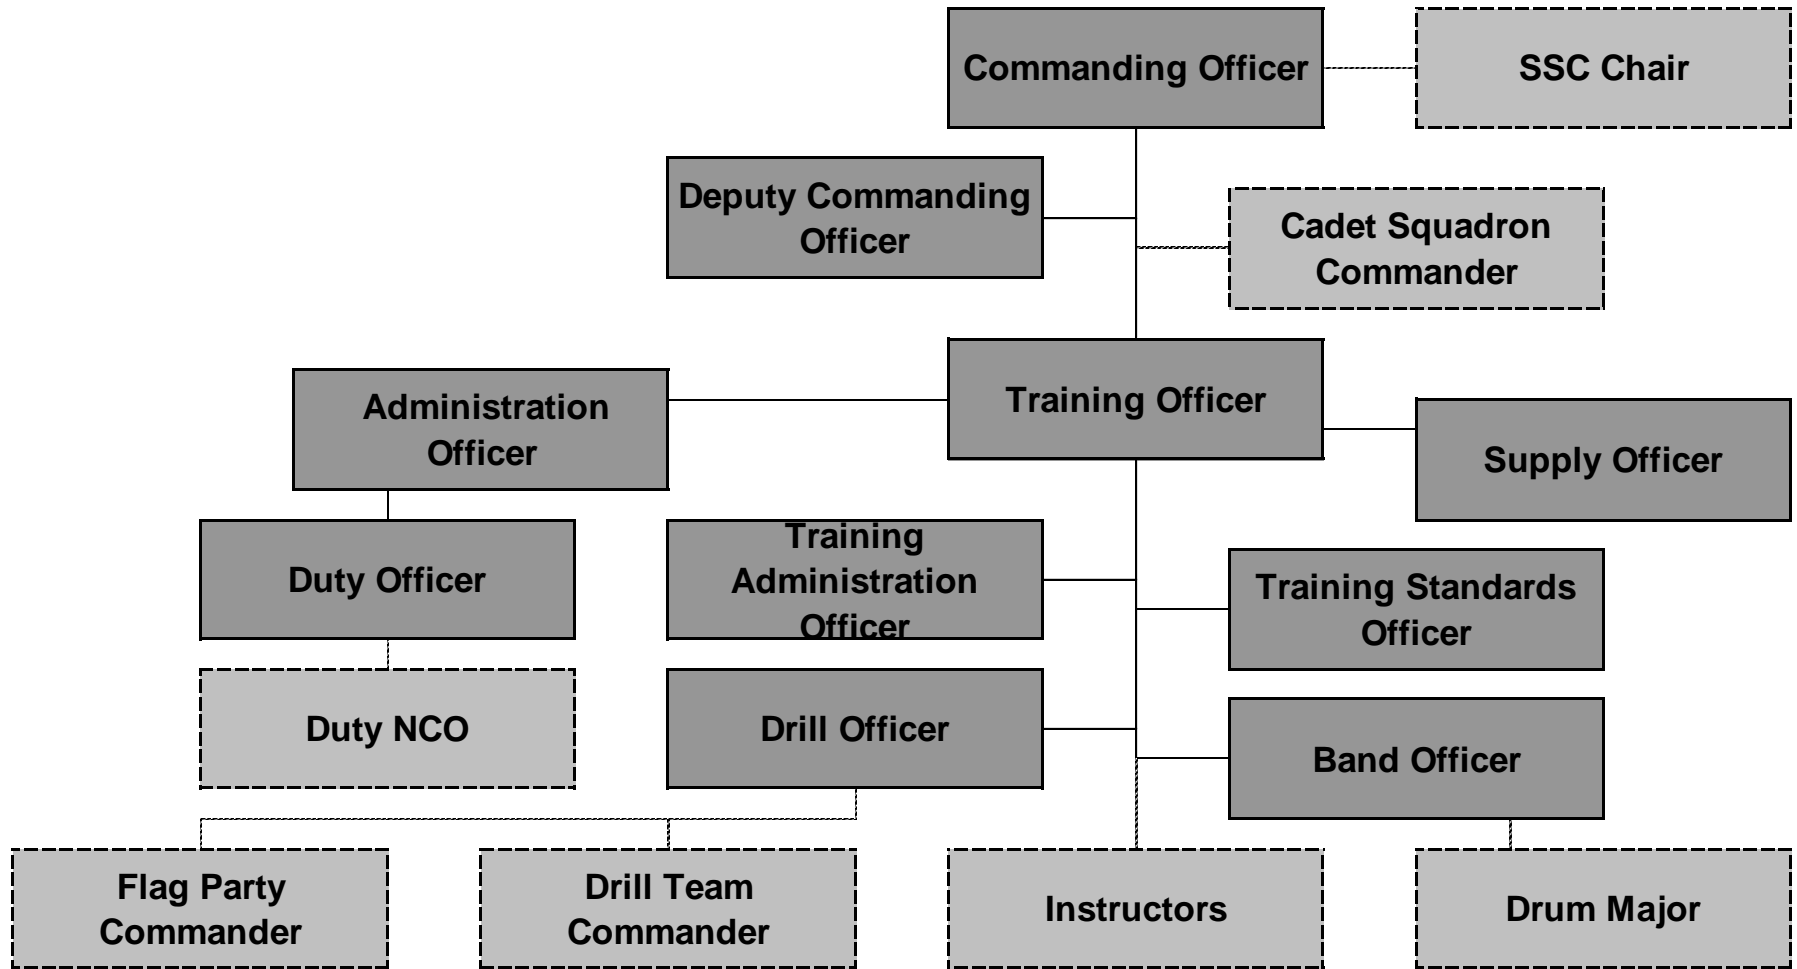 Commanding Officer
SSC Chair
Deputy Commanding
Officer
Cadet Squadron
Commander
Training Officer
Administration
Officer
Supply Officer
Duty Officer
Training
Administration
Officer
Training Standards
Officer
Duty NCO
Drill Officer
Band Officer
Flag Party
Commander
Drill Team
Commander
Instructors
Drum Major